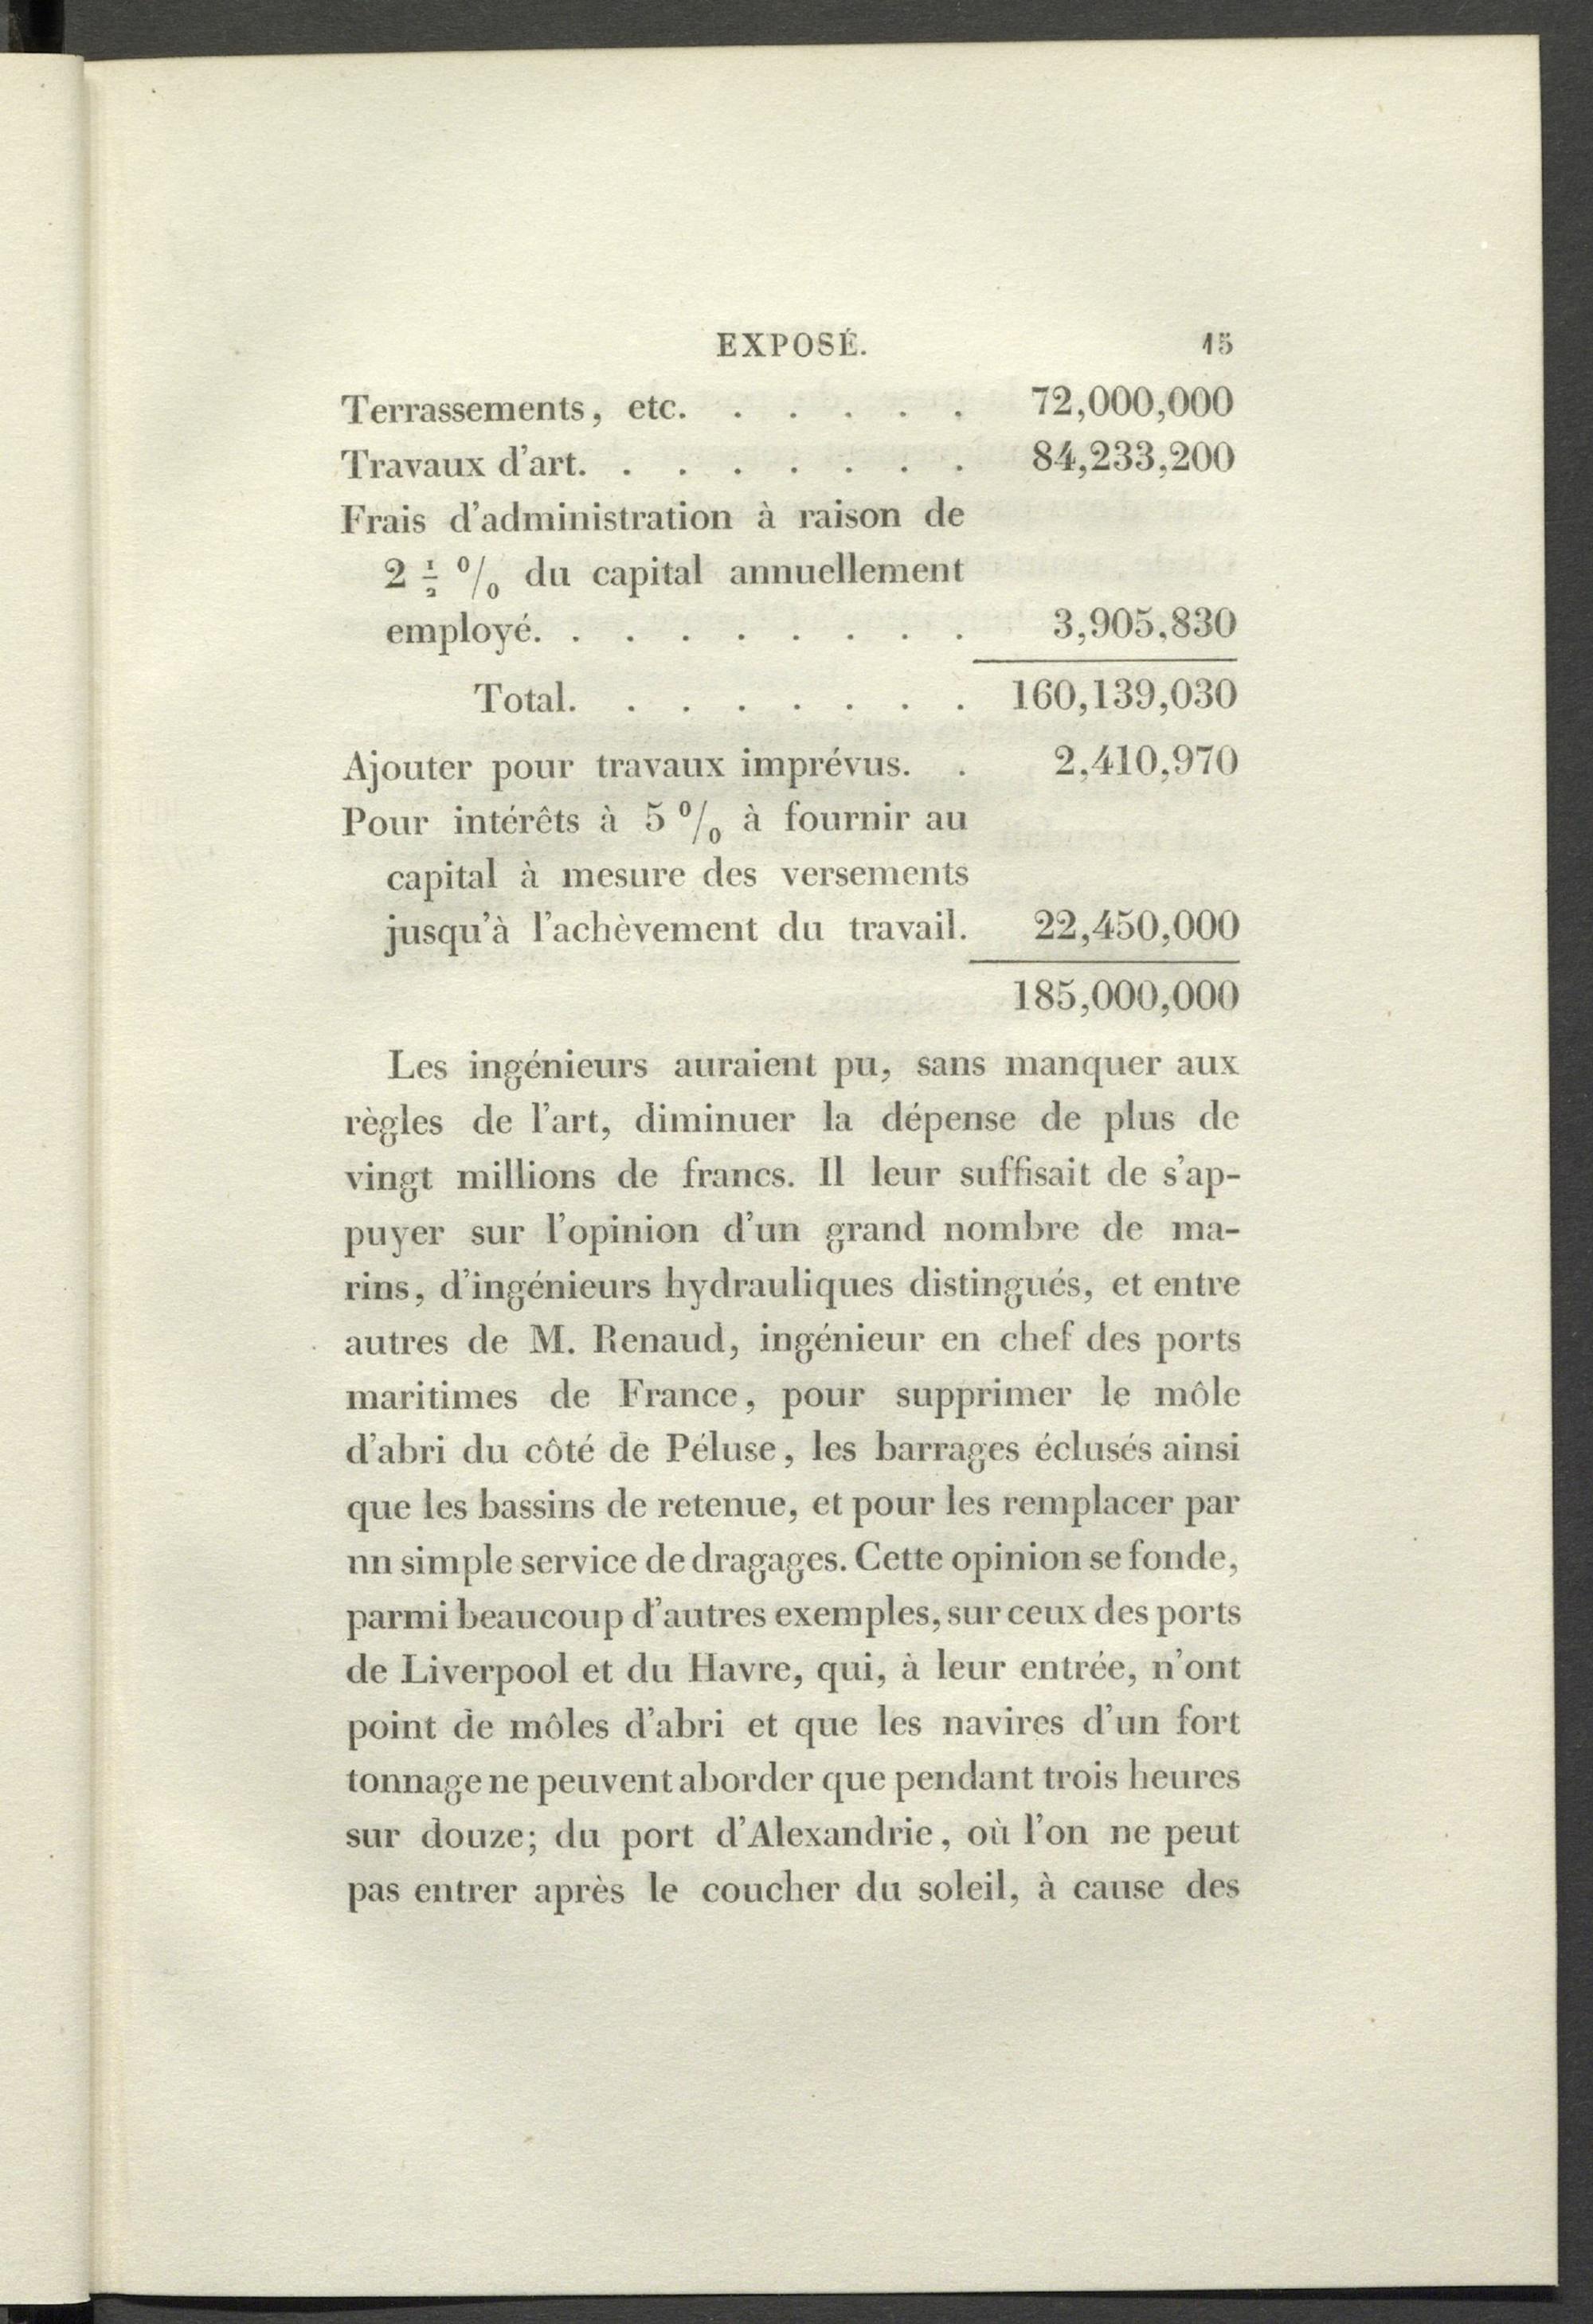 EXPOSÉ. 15
Terrassements, etc. . . . . . 72,000,000
Travaux d'art. . . . . . . . 84,233,200
Frais d'administration à raison de
2 1/2 0/0 du capital annuellement
employé. . . . . . . . . 3,905,830
Total. . . . . . . . 160,139,030
Ajouter pour travaux imprévus. . 2,410,970
Pour intérêts à 5 0/0 à fournir au
capital à mesure des versements
jusqu'à l'achèvement du travail. 22,450,000
185,000,000
Les ingénieurs auraient pu, sans manquer aux
règles de l'art, diminuer la dépense de plus de
vingt millions de francs. Il leur suffisait de s'ap-
puyer sur l'opinion d'un grand nombre de ma-
rins, d'ingénieurs hydrauliques distingués, et entre
autres de M. Renaud, ingénieur en chef des ports
maritimes de France, pour supprimer le môle
d'abri du côté de Péluse, les barrages éclusés ainsi
que les bassins de retenue, et pour les remplacer par
nn simple service de dragages. Cette opinion se fonde,
parmi beaucoup d'autres exemples, sur ceux des ports
de Liverpool et du Havre, qui, à leur entrée, n'ont
point de môles d'abri et que les navires d'un fort
tonnage ne peuvent aborder que pendant trois heures
sur douze; du port d'Alexandrie, où l'on ne peut
pas entrer après le coucher du soleil, à cause des